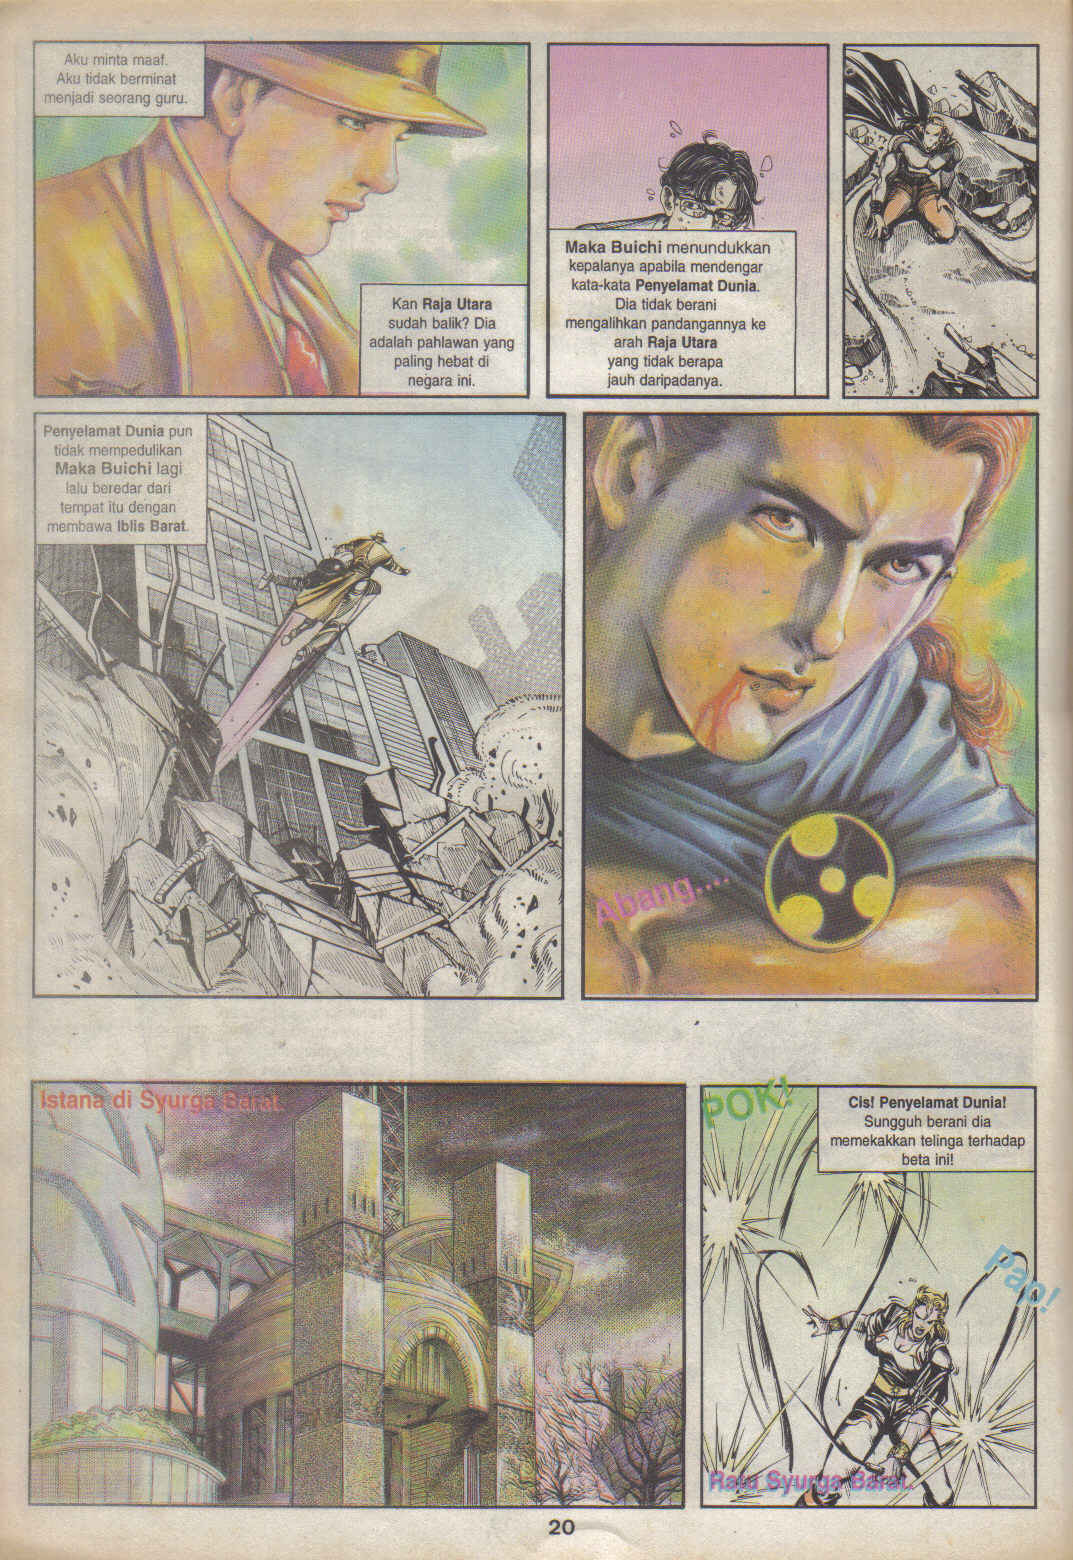 Aku minta maaf.
Aku tidak berminat
menjadi seorang guru.
Kan Raja Utara
sudah balik? Dia
adalah pahlawan yang
paling hebat di
negara ini.
Maka Buichi menundukkan
kepalanya apabila mendengar
kata-kata Penyelamat Dunia.
Dia tidak berani
mengalihkan pandangannya ke
arah Raja Utara
yang tidak berapa
jauh daripadanya.
Penyelamat Dunia pun
tidak mempedulikan
Maka Buichi lagi
lalu beredar dari
tempat itu dengan
membawa Iblis Barat.
Abang....
Istana di Syurga Barat.
POK!
Cis! Penyelamat Dunia!
Sungguh berani dia
memekakkan telinga terhadap
beta ini!
Pap!
Ratu Syurga Barat.
20